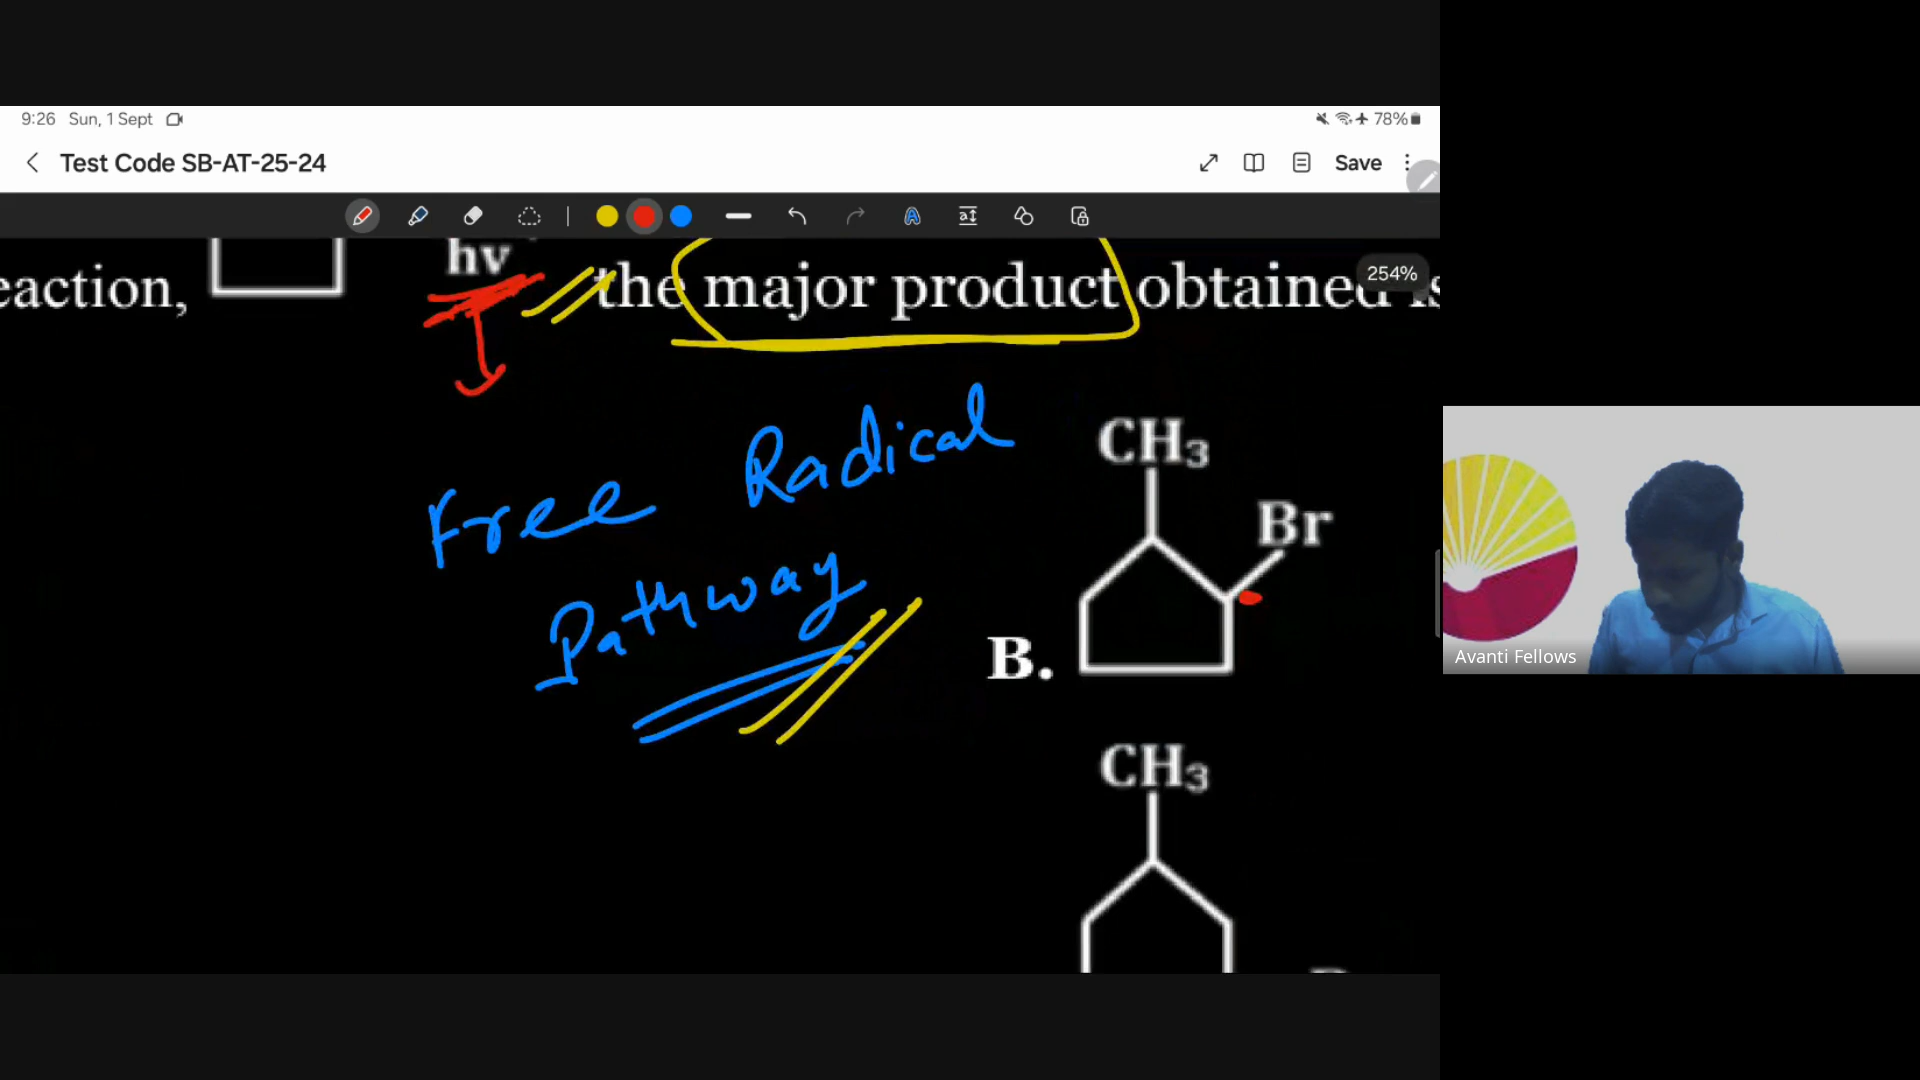 9:26 Sun, 1 Sept 78%
Test Code SB-AT-25-24 Save
hv
eaction, the major product obtained is
254%
Free Radical
Pathway
CH₃
Br
B.
CH₃
Avanti Fellows